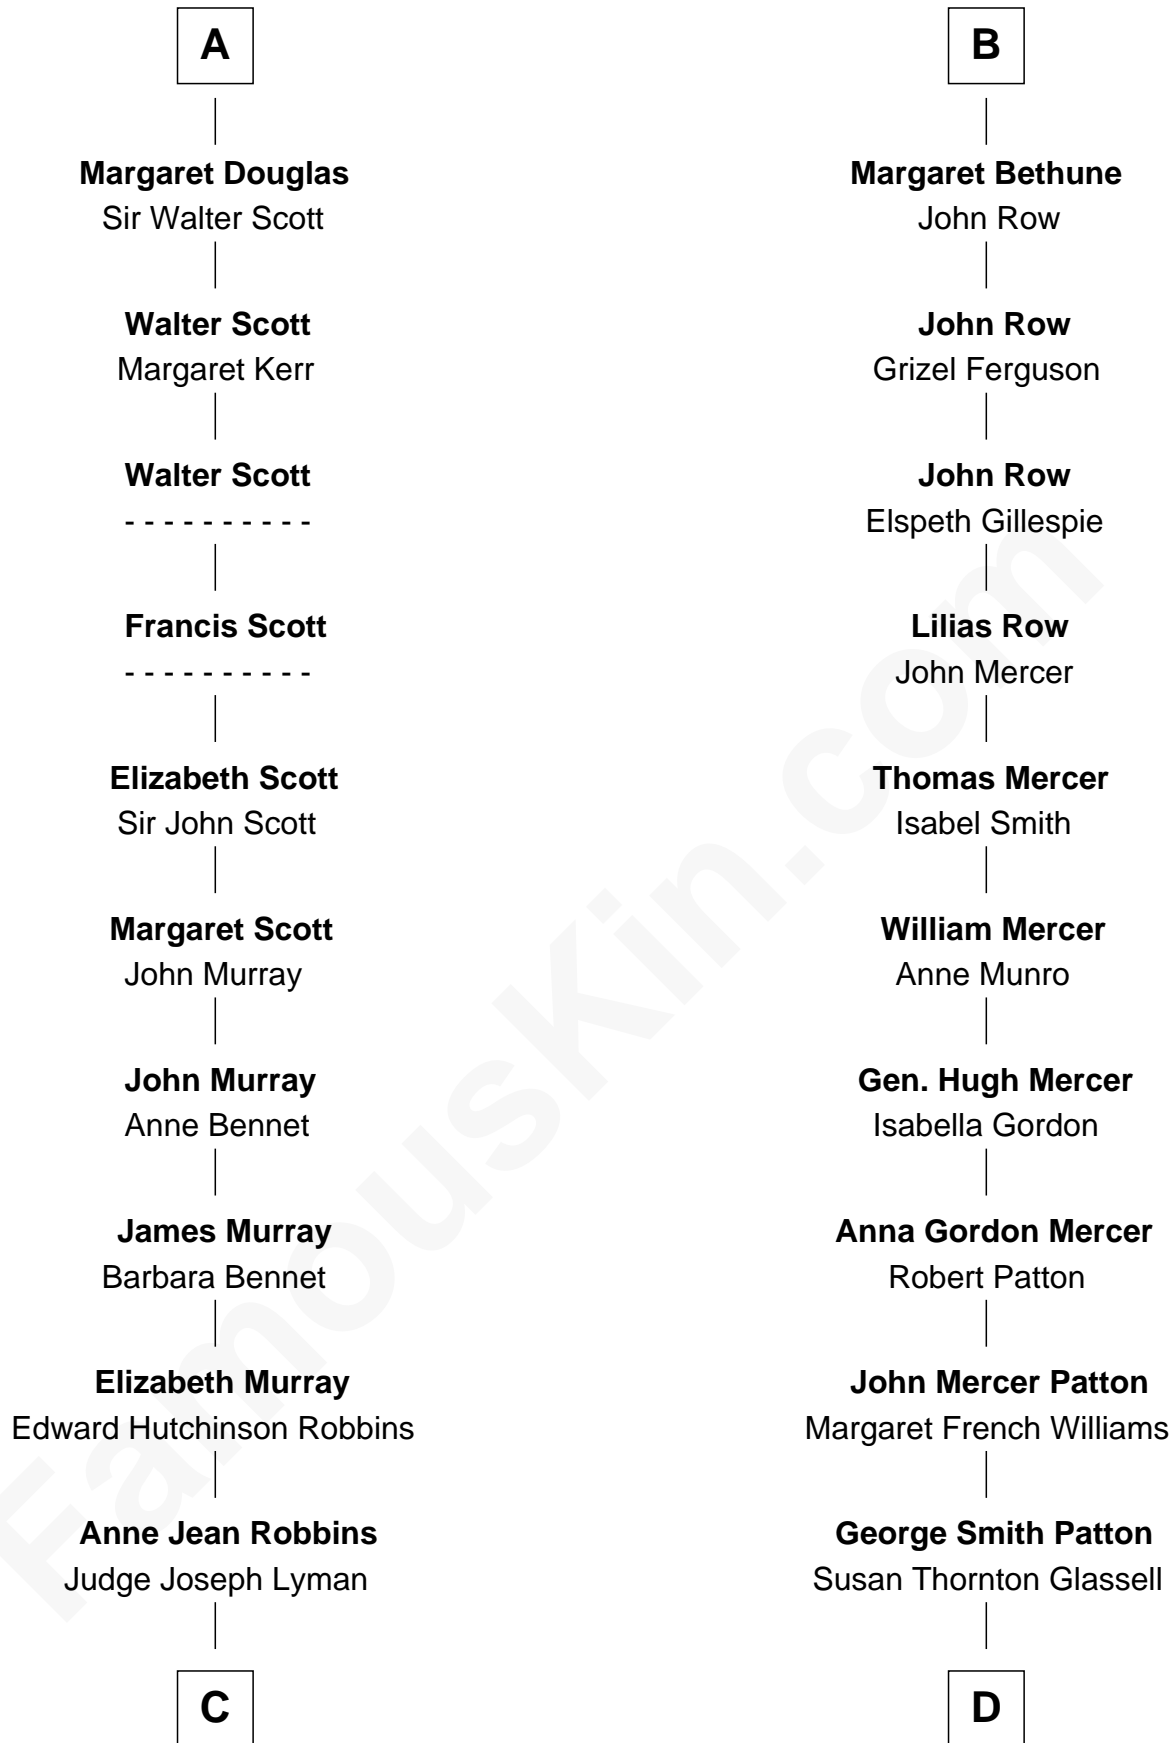 A
Margaret Douglas
Sir Walter Scott
Walter Scott
Margaret Kerr
Walter Scott
- - - - - - - - - -
Francis Scott
- - - - - - - - - -
Elizabeth Scott
Sir John Scott
Margaret Scott
John Murray
John Murray
Anne Bennet
James Murray
Barbara Bennet
Elizabeth Murray
Edward Hutchinson Robbins
Anne Jean Robbins
Judge Joseph Lyman
C
B
Margaret Bethune
John Row
John Row
Grizel Ferguson
John Row
Elspeth Gillespie
Lilias Row
John Mercer
Thomas Mercer
Isabel Smith
William Mercer
Anne Munro
Gen. Hugh Mercer
Isabella Gordon
Anna Gordon Mercer
Robert Patton
John Mercer Patton
Margaret French Williams
George Smith Patton
Susan Thornton Glassell
D
FamousKin.com